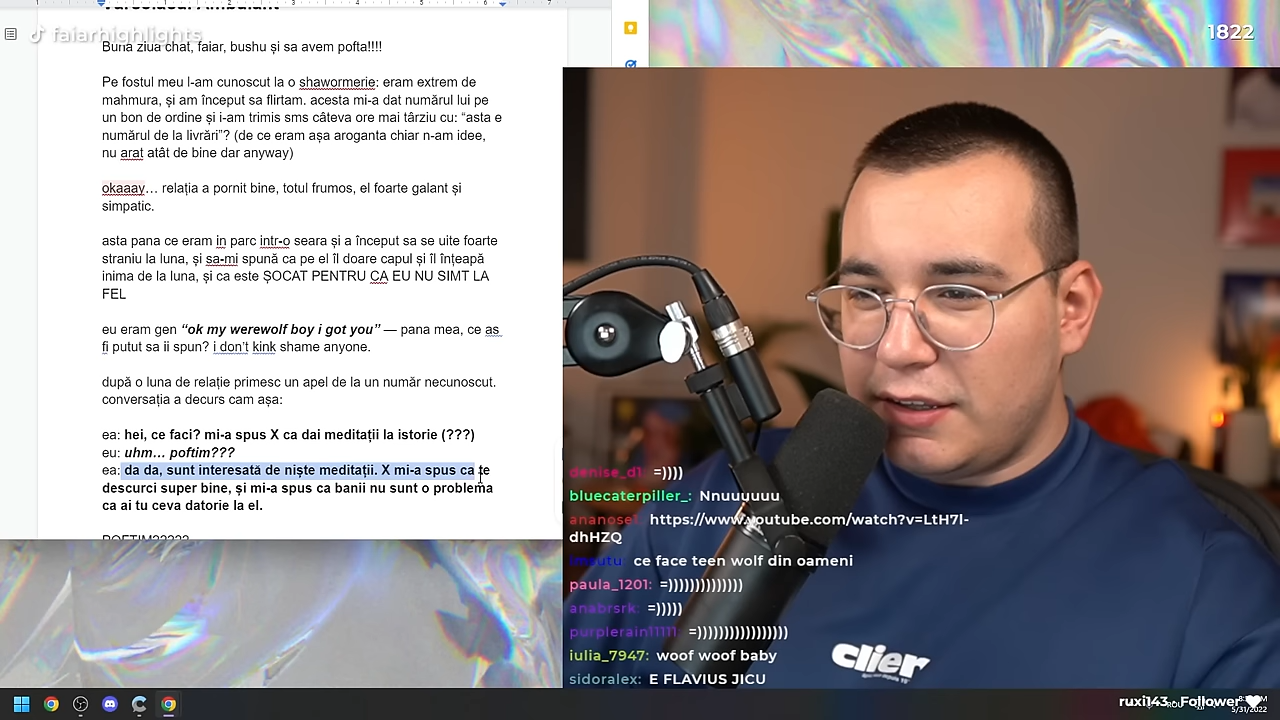 faiarhighlights
1822
Buna ziua chat, faiar, bushu și sa avem pofta!!!!
Pe fostul meu l-am cunoscut la o shawormerie: eram extrem de
mahmura, și am început sa flirtam. acesta mi-a dat numărul lui pe
un bon de ordine și i-am trimis sms câteva ore mai târziu cu: “asta e
numărul de la livrări”? (de ce eram așa aroganta chiar n-am idee,
nu arat atât de bine dar anyway)
okaaay… relația a pornit bine, totul frumos, el foarte galant și
simpatic.
asta pana ce eram in parc intr-o seara și a început sa se uite foarte
straniu la luna, și sa-mi spună ca pe el îl doare capul și îl înțeapă
inima de la luna, și ca este ȘOCAT PENTRU CA EU NU SIMT LA
FEL
eu eram gen “ok my werewolf boy i got you” — pana mea, ce as
fi putut sa ii spun? i don’t kink shame anyone.
după o luna de relație primesc un apel de la un număr necunoscut.
conversația a decurs cam așa:
ea: hei, ce faci? mi-a spus X ca dai meditații la istorie (???)
eu: uhm… poftim???
ea: da da, sunt interesată de niște meditații. X mi-a spus ca te
descurci super bine, și mi-a spus ca banii nu sunt o problema
ca ai tu ceva datorie la el.
denise_d1: =))))
bluecaterpiller_: Nnuuuuuu
https://www.youtube.com/watch?v=LtH7I-
dhHZQ
ce face teen wolf din oameni
paula_1201: =))))))))))))))
anabrsrk: =)))))
purplerain11111: =))))))))))))))))
iulia_7947: woof woof baby
sidoralex: E FLAVIUS JICU
clier
ruxi143_ Follower
5/31/2022